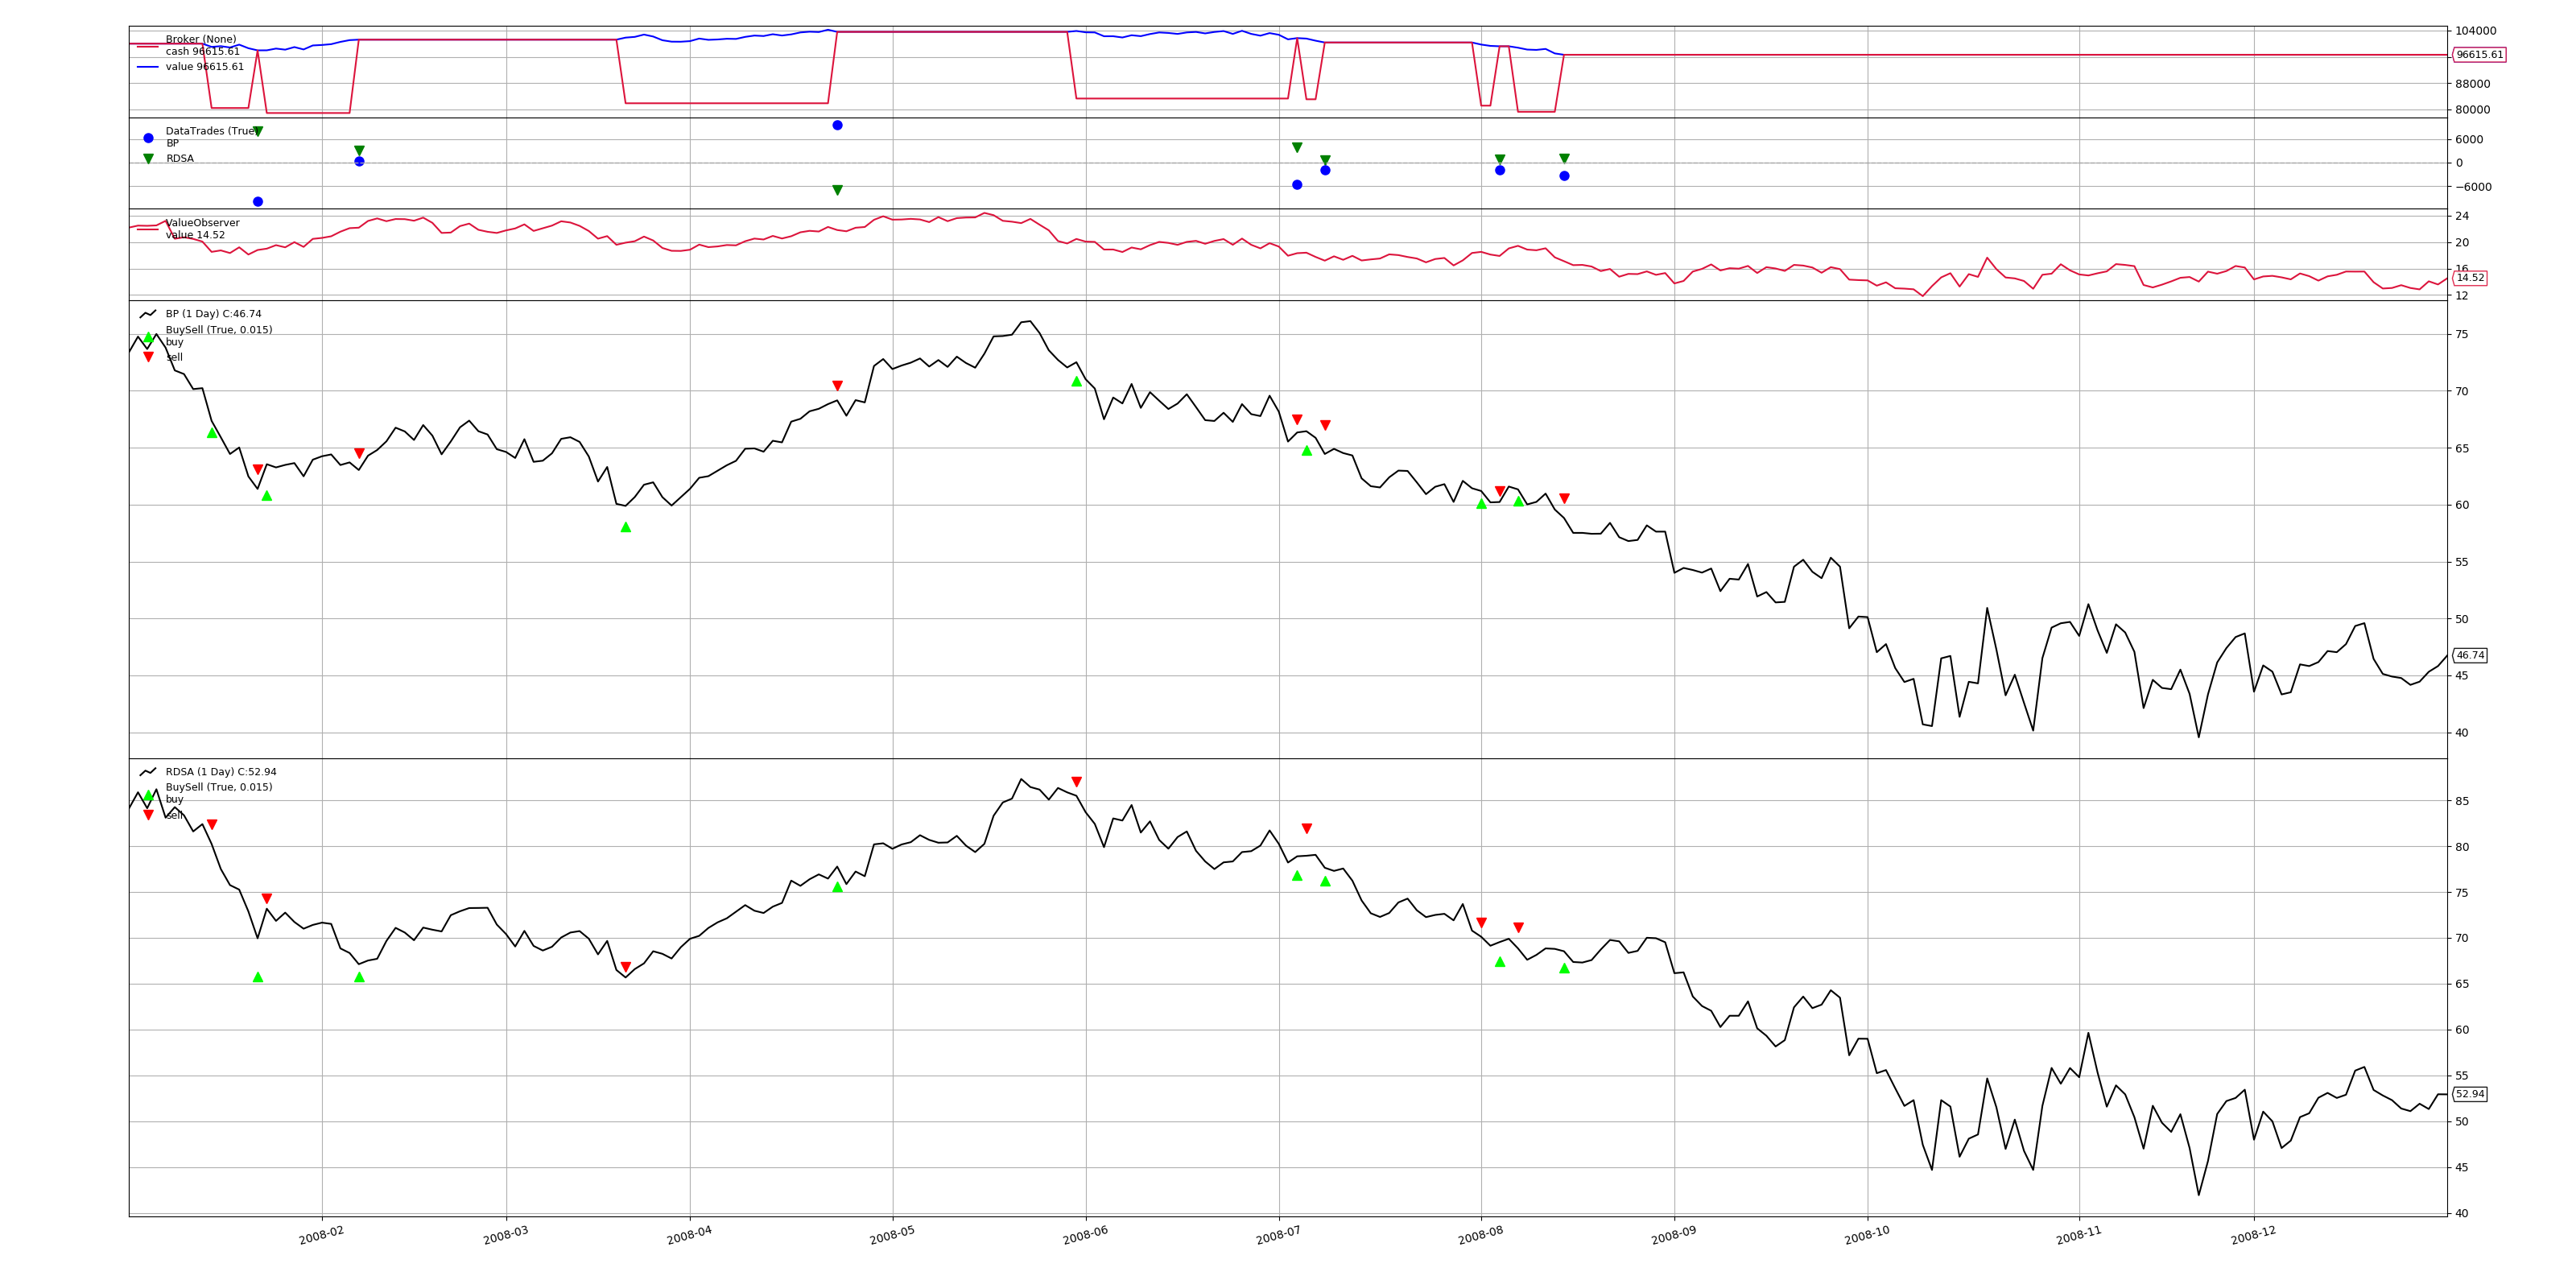 Broker (None)
cash 96615.61
value 96615.61
104000
96615.61
88000
80000
DataTrades (True)
BP
RDSA
6000
0
−6000
ValueObserver
value 14.52
24
20
16
14.52
12
BP (1 Day) C:46.74
BuySell (True, 0.015)
buy
sell
75
70
65
60
55
50
46.74
45
40
RDSA (1 Day) C:52.94
BuySell (True, 0.015)
buy
sell
85
80
75
70
65
60
55
52.94
50
45
40
2008-02
2008-03
2008-04
2008-05
2008-06
2008-07
2008-08
2008-09
2008-10
2008-11
2008-12